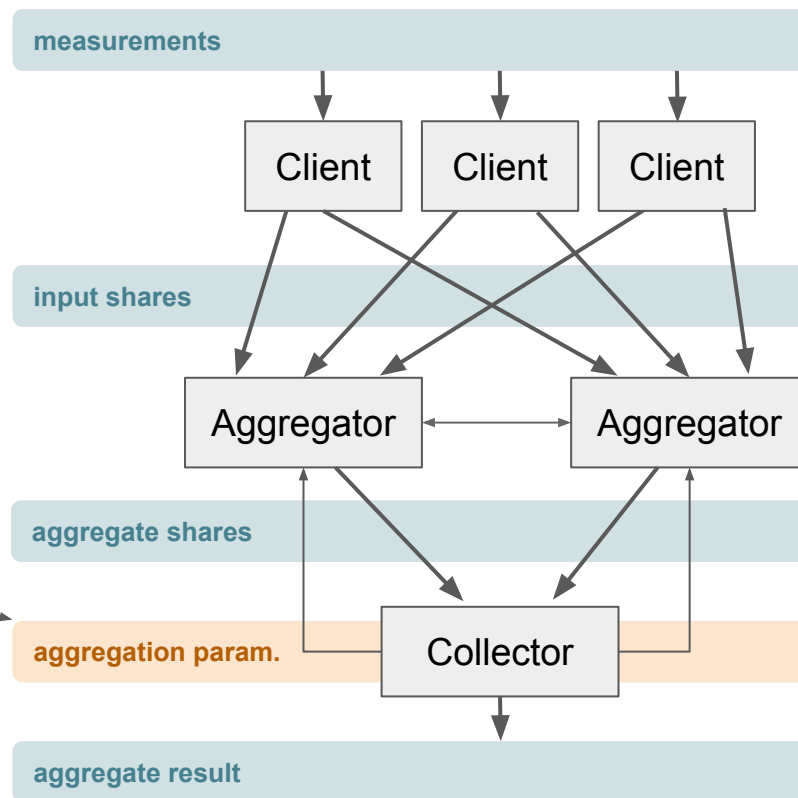 measurements
Client
Client
Client
input shares
Aggregator
Aggregator
aggregate shares
aggregation param.
Collector
aggregate result